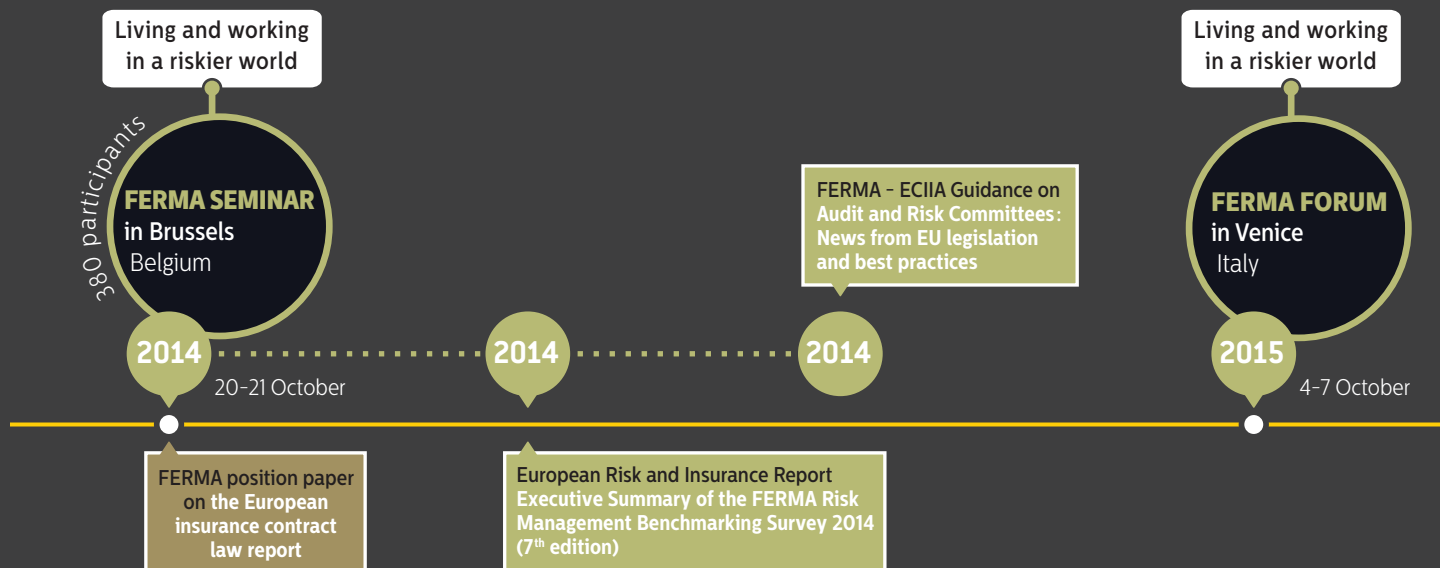 Living and working
in a riskier world
380 participants
FERMA SEMINAR
in Brussels
Belgium
2014
20-21 October
FERMA position paper
on the European
insurance contract
law report
2014
European Risk and Insurance Report
Executive Summary of the FERMA Risk
Management Benchmarking Survey 2014
(7th edition)
FERMA - ECIIA Guidance on
Audit and Risk Committees:
News from EU legislation
and best practices
2014
Living and working
in a riskier world
FERMA FORUM
in Venice
Italy
2015
4-7 October